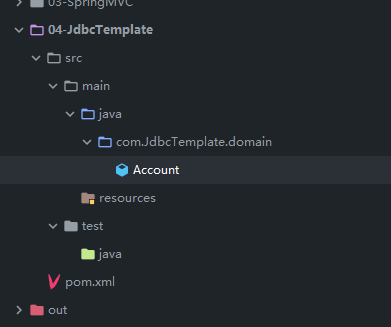 03-SpringMVC
04-JdbcTemplate
src
main
java
com.JdbcTemplate.domain
Account
resources
test
java
pom.xml
out